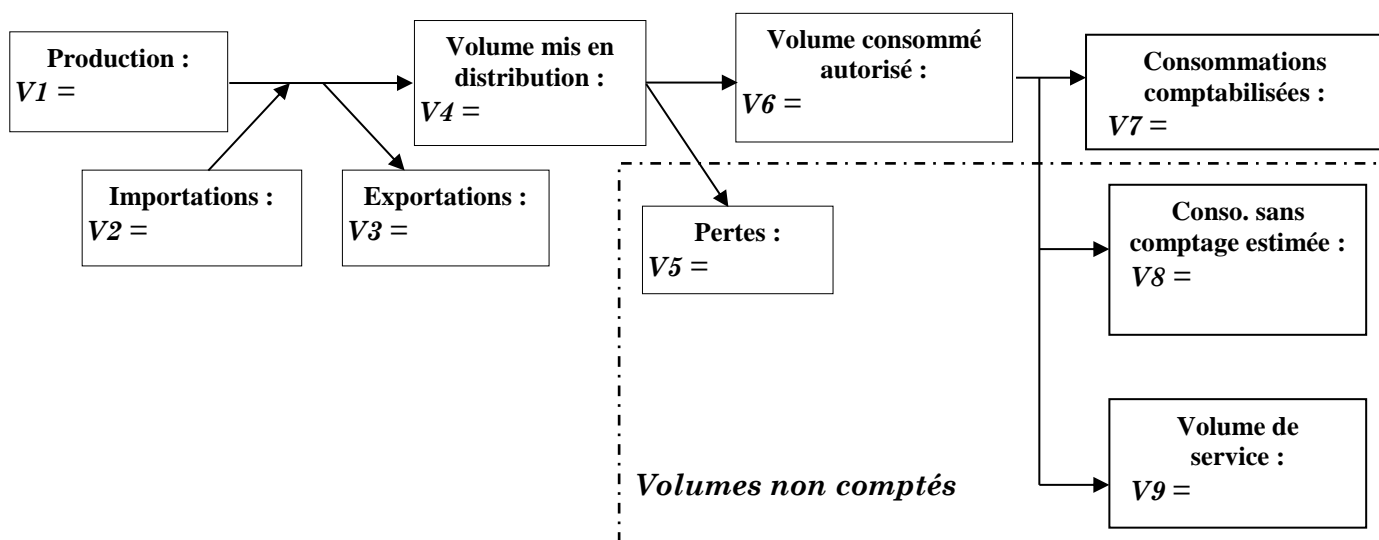 Production :
V1 =
Volume mis en
distribution :
V4 =
Volume consommé
autorisé :
V6 =
Consommations
comptabilisées :
V7 =
Importations :
V2 =
Exportations :
V3 =
Pertes :
V5 =
Conso. sans
comptage estimée :
V8 =
Volume de
service :
V9 =
Volumes non comptés